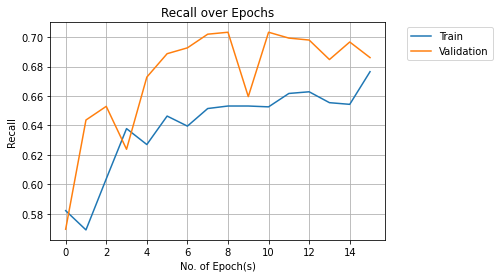 Recall over Epochs
Train
Validation
Recall
0.70
0.68
0.66
0.64
0.62
0.60
0.58
0 2 4 6 8 10 12 14
No. of Epoch(s)